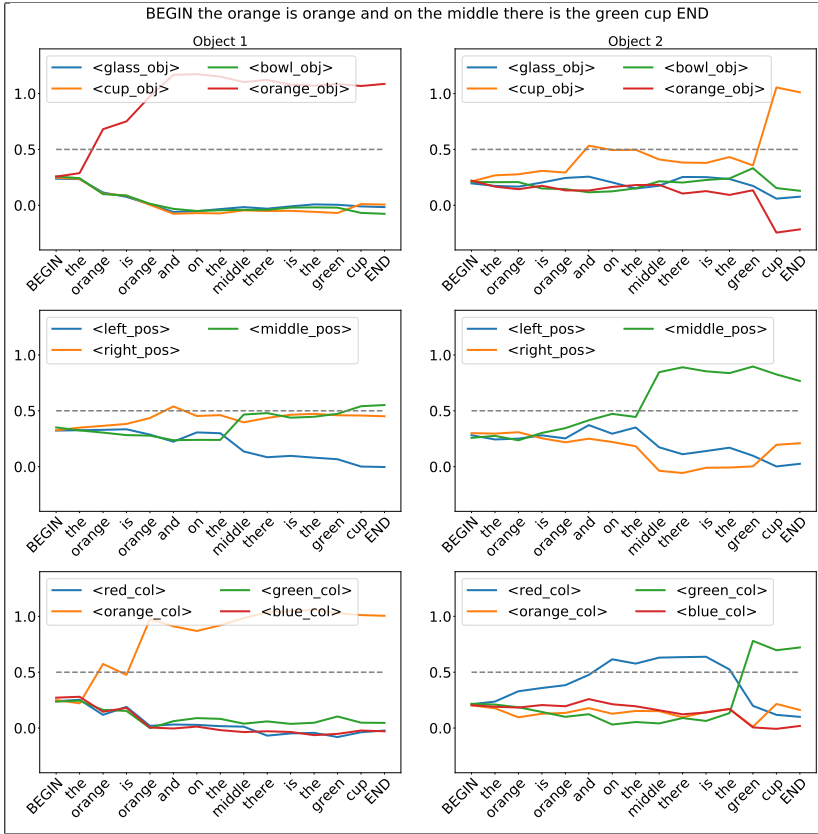 BEGIN the orange is orange and on the middle there is the green cup END
Object 1
<glass_obj> <bowl_obj>
<cup_obj> <orange_obj>
1.0
0.5
0.0
BEGIN the orange is orange and on the middle there is the green cup END
Object 2
<glass_obj> <bowl_obj>
<cup_obj> <orange_obj>
1.0
0.5
0.0
BEGIN the orange is orange and on the middle there is the green cup END
<left_pos> <middle_pos>
<right_pos>
1.0
0.5
0.0
BEGIN the orange is orange and on the middle there is the green cup END
<left_pos> <middle_pos>
<right_pos>
1.0
0.5
0.0
BEGIN the orange is orange and on the middle there is the green cup END
<red_col> <green_col>
<orange_col> <blue_col>
1.0
0.5
0.0
BEGIN the orange is orange and on the middle there is the green cup END
<red_col> <green_col>
<orange_col> <blue_col>
1.0
0.5
0.0
BEGIN the orange is orange and on the middle there is the green cup END